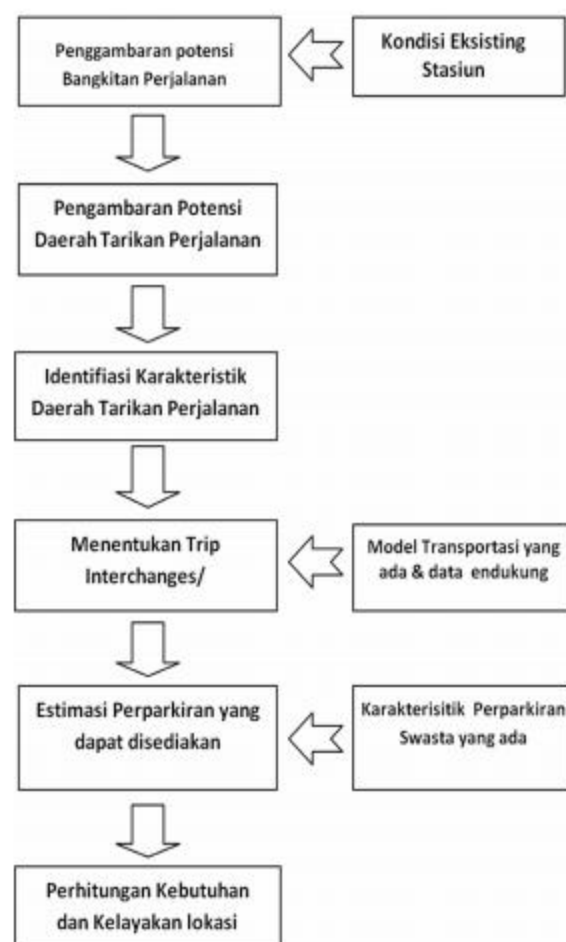 Penggambaran potensi
Bangkitan Perjalanan
Kondisi Eksisting
Stasiun
Pengambaran Potensi
Daerah Tarikan Perjalanan
Identifiasi Karakteristik
Daerah Tarikan Perjalanan
Menentukan Trip
Interchanges/
Model Transportasi yang
ada & data endukung
Estimasi Perparkiran yang
dapat disediakan
Karakterisitik Perparkiran
Swasta yang ada
Perhitungan Kebutuhan
dan Kelayakan lokasi